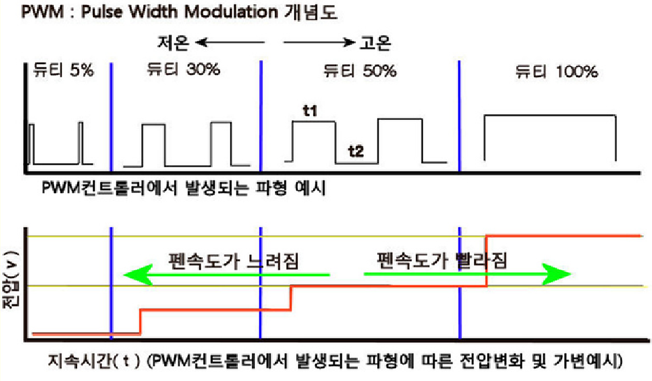 PWM : Pulse Width Modulation 개념도
저온 고온
듀티 5% 듀티 30% 듀티 50% 듀티 100%
t1
t2
PWM컨트롤러에서 발생되는 파형 예시
펜속도가 느려짐 펜속도가 빨라짐
전압(v)
지속시간(t) (PWM컨트롤러에서 발생되는 파형에 따른 전압변화 및 가변예시)